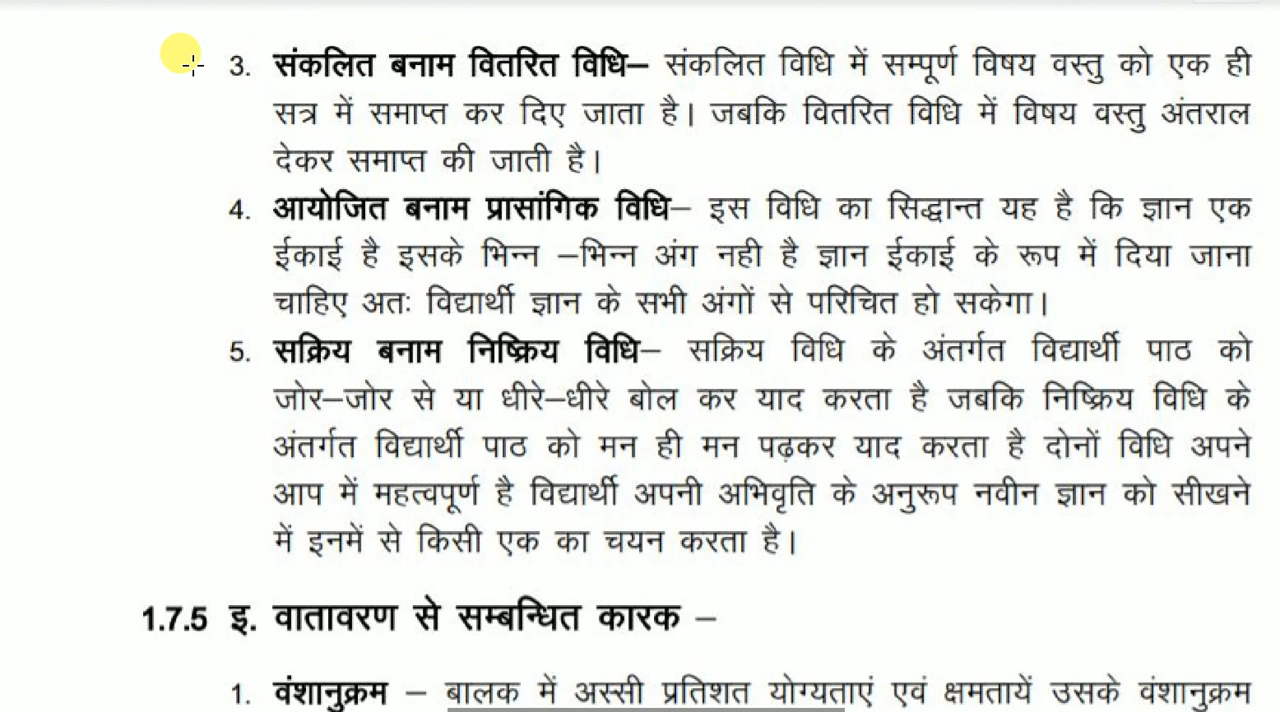 3. संकलित बनाम वितरित विधि– संकलित विधि में सम्पूर्ण विषय वस्तु को एक ही
सत्र में समाप्त कर दिए जाता है। जबकि वितरित विधि में विषय वस्तु अंतराल
देकर समाप्त की जाती है।
4. आयोजित बनाम प्रासांगिक विधि– इस विधि का सिद्धान्त यह है कि ज्ञान एक
ईकाई है इसके भिन्न –भिन्न अंग नही है ज्ञान ईकाई के रूप में दिया जाना
चाहिए अतः विद्यार्थी ज्ञान के सभी अंगों से परिचित हो सकेगा।
5. सक्रिय बनाम निष्क्रिय विधि– सक्रिय विधि के अंतर्गत विद्यार्थी पाठ को
जोर–जोर से या धीरे–धीरे बोल कर याद करता है जबकि निष्क्रिय विधि के
अंतर्गत विद्यार्थी पाठ को मन ही मन पढ़कर याद करता है दोनों विधि अपने
आप में महत्वपूर्ण है विद्यार्थी अपनी अभिवृति के अनुरूप नवीन ज्ञान को सीखने
में इनमें से किसी एक का चयन करता है।
1.7.5 इ. वातावरण से सम्बन्धित कारक –
1. वंशानुक्रम – बालक में अस्सी प्रतिशत योग्यताएं एवं क्षमतायें उसके वंशानुक्रम